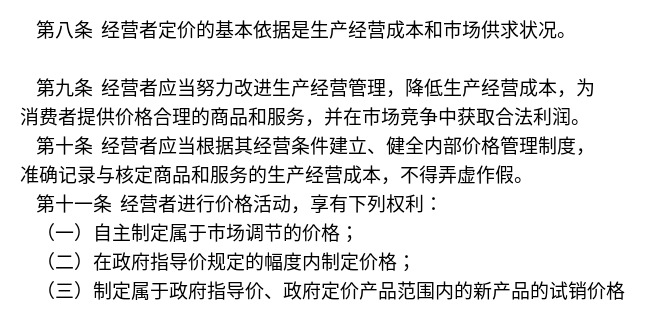 第八条 经营者定价的基本依据是生产经营成本和市场供求状况。
第九条 经营者应当努力改进生产经营管理，降低生产经营成本，为
消费者提供价格合理的商品和服务，并在市场竞争中获取合法利润。
第十条 经营者应当根据其经营条件建立、健全内部价格管理制度，
准确记录与核定商品和服务的生产经营成本，不得弄虚作假。
第十一条 经营者进行价格活动，享有下列权利：
（一）自主制定属于市场调节的价格；
（二）在政府指导价规定的幅度内制定价格；
（三）制定属于政府指导价、政府定价产品范围内的新产品的试销价格